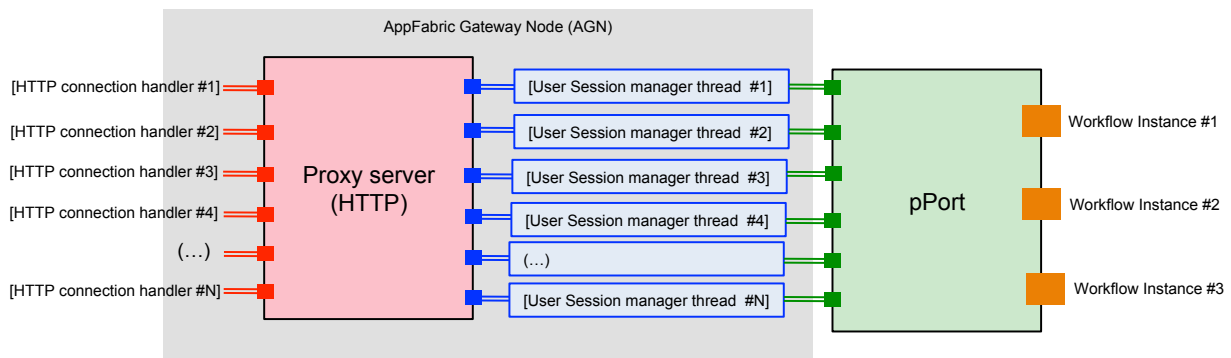 AppFabric Gateway Node (AGN)
[HTTP connection handler #1]
[HTTP connection handler #2]
[HTTP connection handler #3]
[HTTP connection handler #4]
(…)
[HTTP connection handler #N]
Proxy server
(HTTP)
[User Session manager thread #1]
[User Session manager thread #2]
[User Session manager thread #3]
[User Session manager thread #4]
(…)
[User Session manager thread #N]
pPort
Workflow Instance #1
Workflow Instance #2
Workflow Instance #3